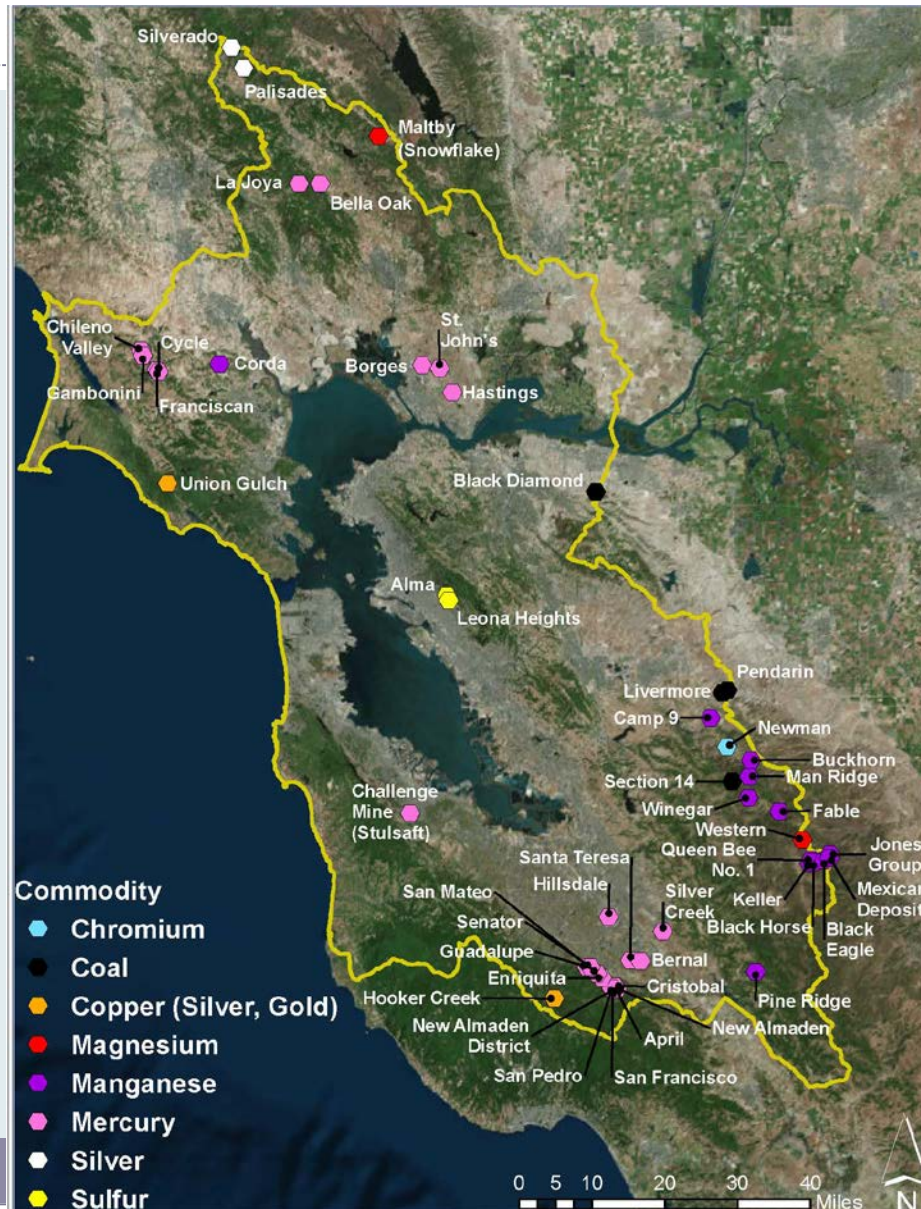 Silverado
Palisades
Maltby
(Snowflake)
La Joya
Bella Oak
Chileno
Valley
Cycle
Gambonini
Franciscan
Corda
St.
John's
Borges
Hastings
Union Gulch
Black Diamond
Alma
Leona Heights
Pendarin
Livermore
Camp 9
Newman
Buckhorn
Man Ridge
Section 14
Winegar
Fable
Challenge
Mine
(Stulsaft)
Western
Queen Bee
No. 1
Jones
Group
Keller
Mexican
Deposit
Black Horse
Black
Eagle
Santa Teresa
Hillsdale
Silver
Creek
San Mateo
Senator
Guadalupe
Enriquita
Bernal
Cristobal
Hooker Creek
Pine Ridge
New Almaden
District
April
New Almaden
San Pedro
San Francisco
Commodity
Chromium
Coal
Copper (Silver, Gold)
Magnesium
Manganese
Mercury
Silver
Sulfur
0 5 10 20 30 40
Miles
N